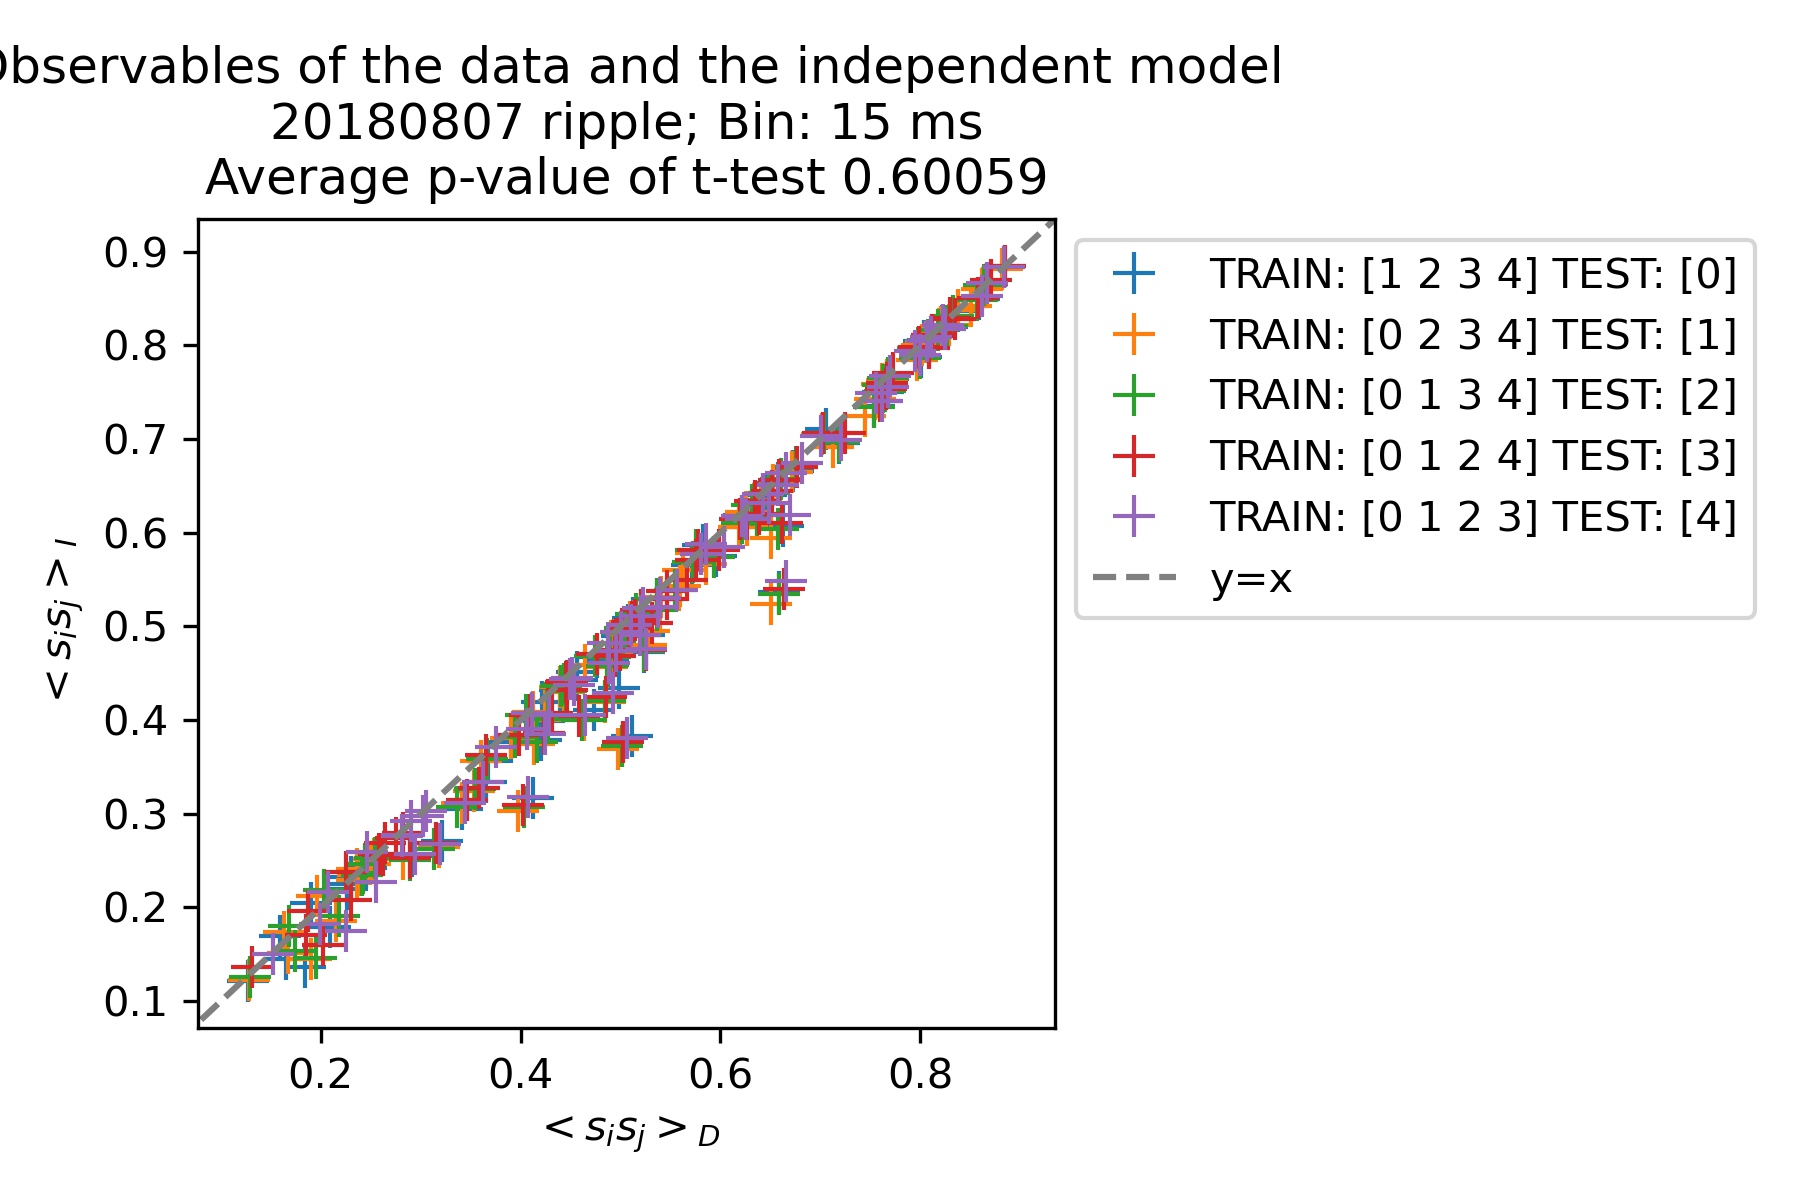 Observables of the data and the independent model
20180807 ripple; Bin: 15 ms
Average p-value of t-test 0.60059
0.9
0.8
0.7
0.6
0.5
0.4
0.3
0.2
0.1
<s_i s_j>_I
0.2 0.4 0.6 0.8
<s_i s_j>_D
TRAIN: [1 2 3 4] TEST: [0]
TRAIN: [0 2 3 4] TEST: [1]
TRAIN: [0 1 3 4] TEST: [2]
TRAIN: [0 1 2 4] TEST: [3]
TRAIN: [0 1 2 3] TEST: [4]
y=x